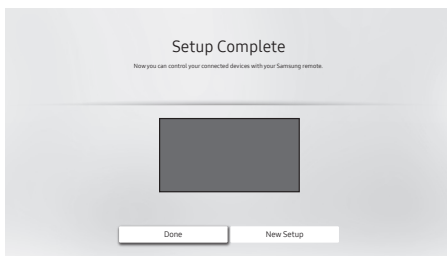 Setup Complete
Now you can control your connected devices with your Samsung remote.
Done
New Setup